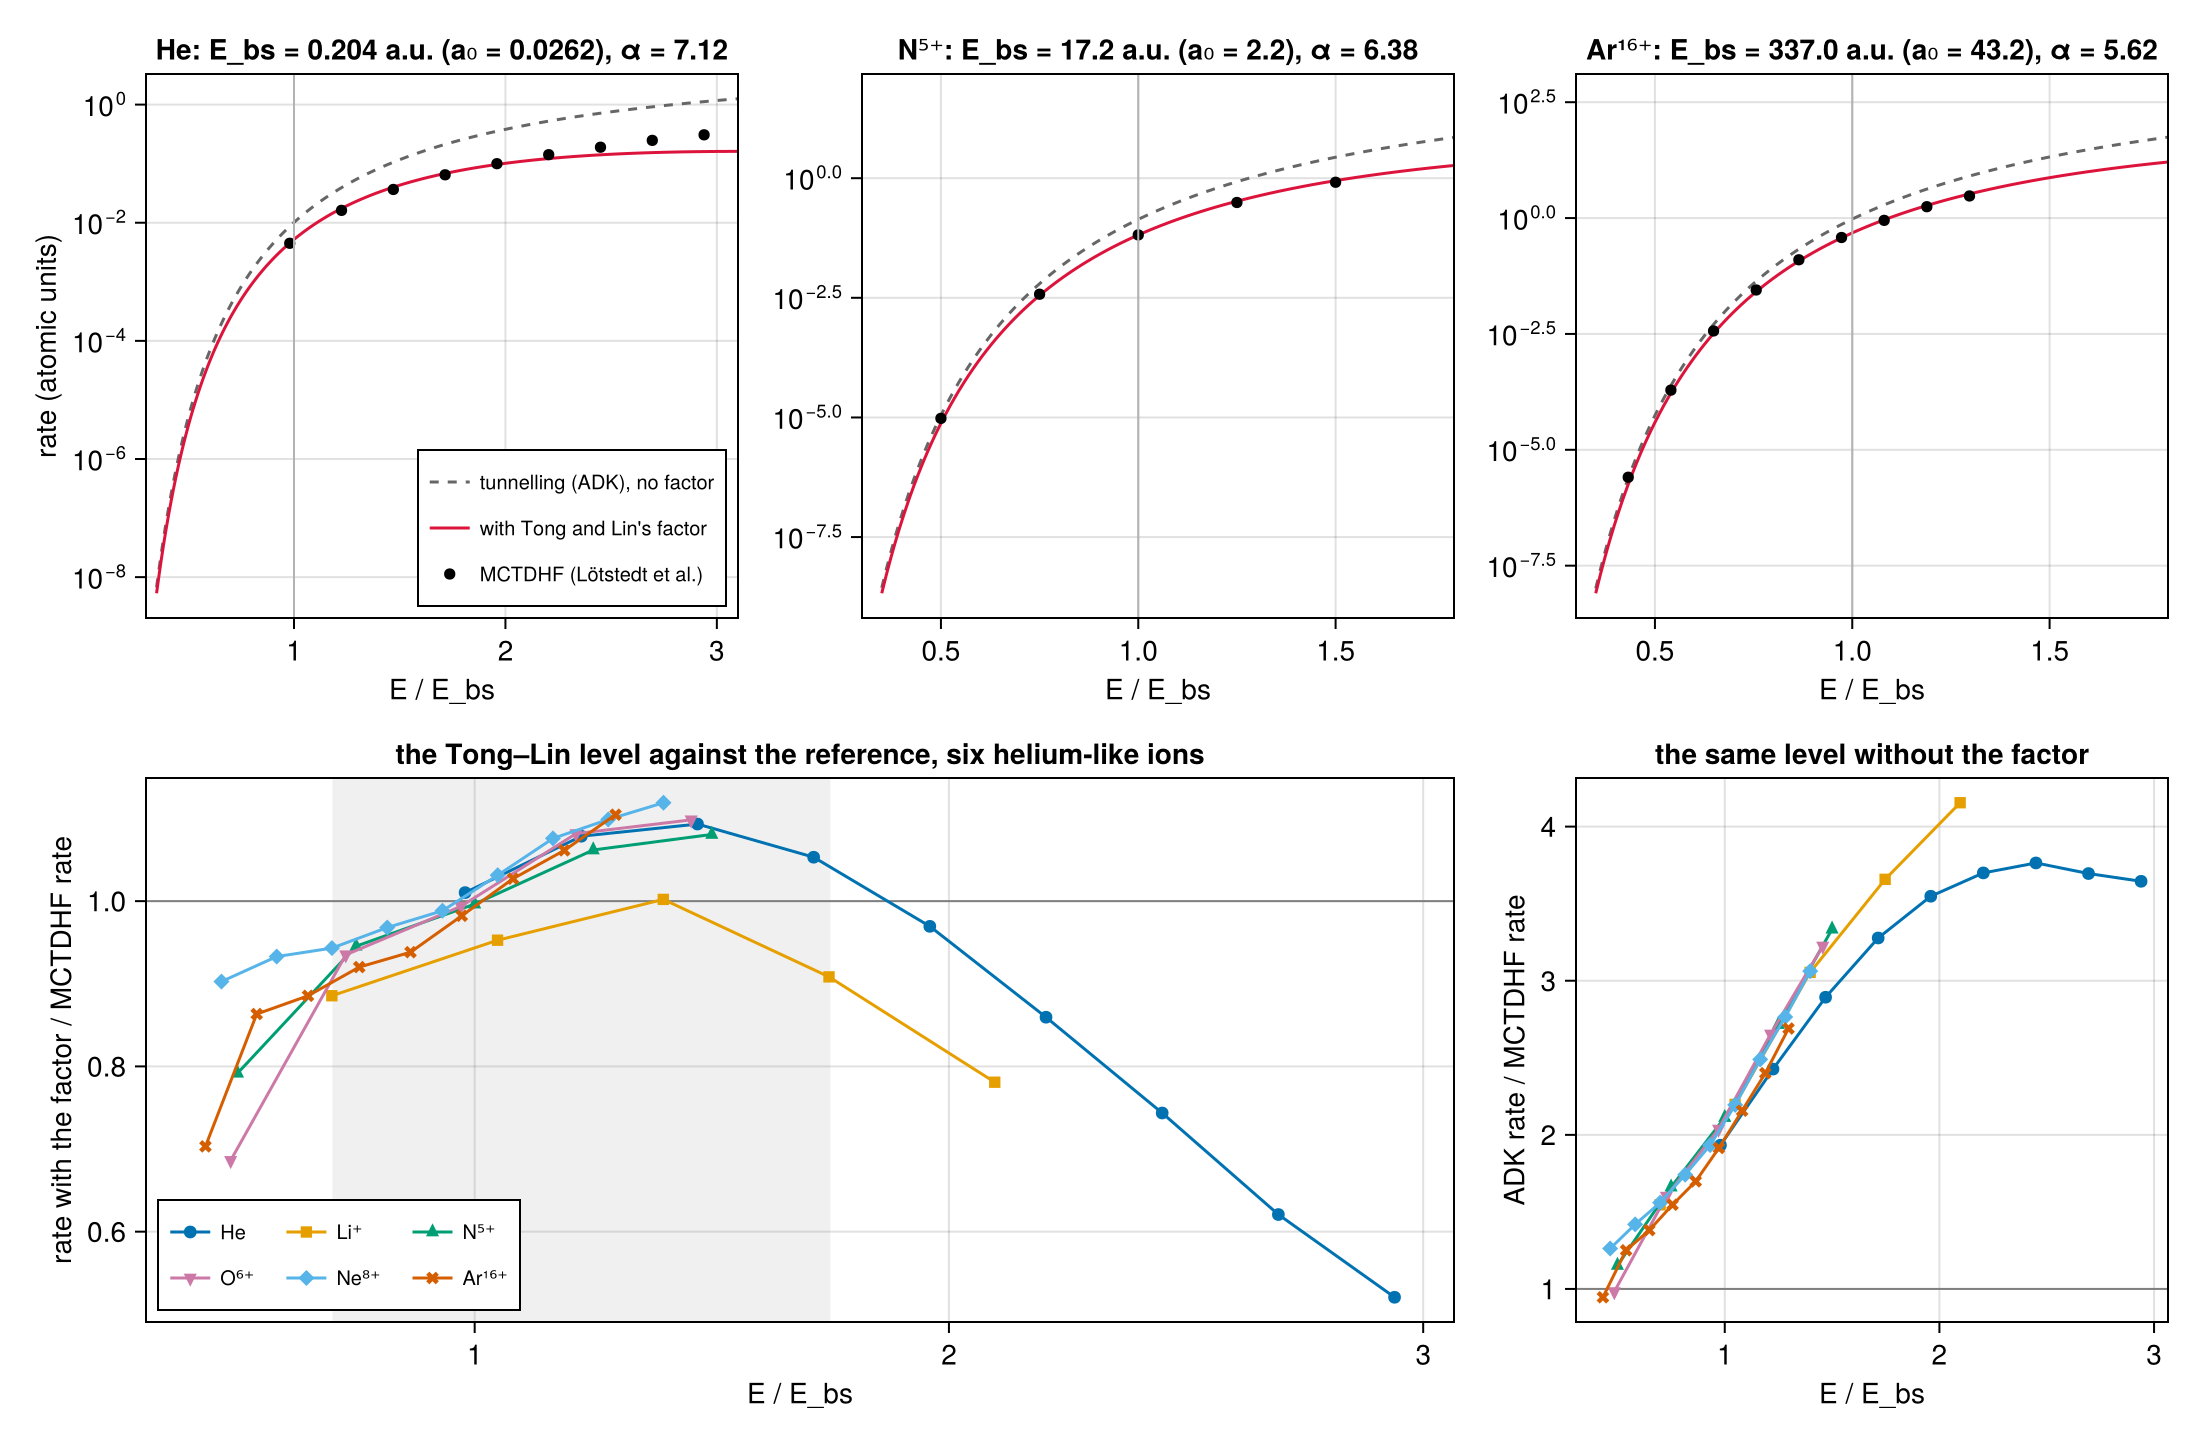 He: E_bs = 0.204 a.u. (a₀ = 0.0262), α = 7.12
N⁵⁺: E_bs = 17.2 a.u. (a₀ = 2.2), α = 6.38
Ar¹⁶⁺: E_bs = 337.0 a.u. (a₀ = 43.2), α = 5.62
rate (atomic units)
10⁰
10⁻²
10⁻⁴
10⁻⁶
10⁻⁸
tunnelling (ADK), no factor
with Tong and Lin's factor
MCTDHF (Lötstedt et al.)
1 2 3
E / E_bs
10^0.0
10^−2.5
10^−5.0
10^−7.5
0.5 1.0 1.5
E / E_bs
10^2.5
10^0.0
10^−2.5
10^−5.0
10^−7.5
0.5 1.0 1.5
E / E_bs
the Tong–Lin level against the reference, six helium-like ions
rate with the factor / MCTDHF rate
1.0
0.8
0.6
He Li⁺ N⁵⁺
O⁶⁺ Ne⁸⁺ Ar¹⁶⁺
1 2 3
E / E_bs
the same level without the factor
ADK rate / MCTDHF rate
4
3
2
1
1 2 3
E / E_bs